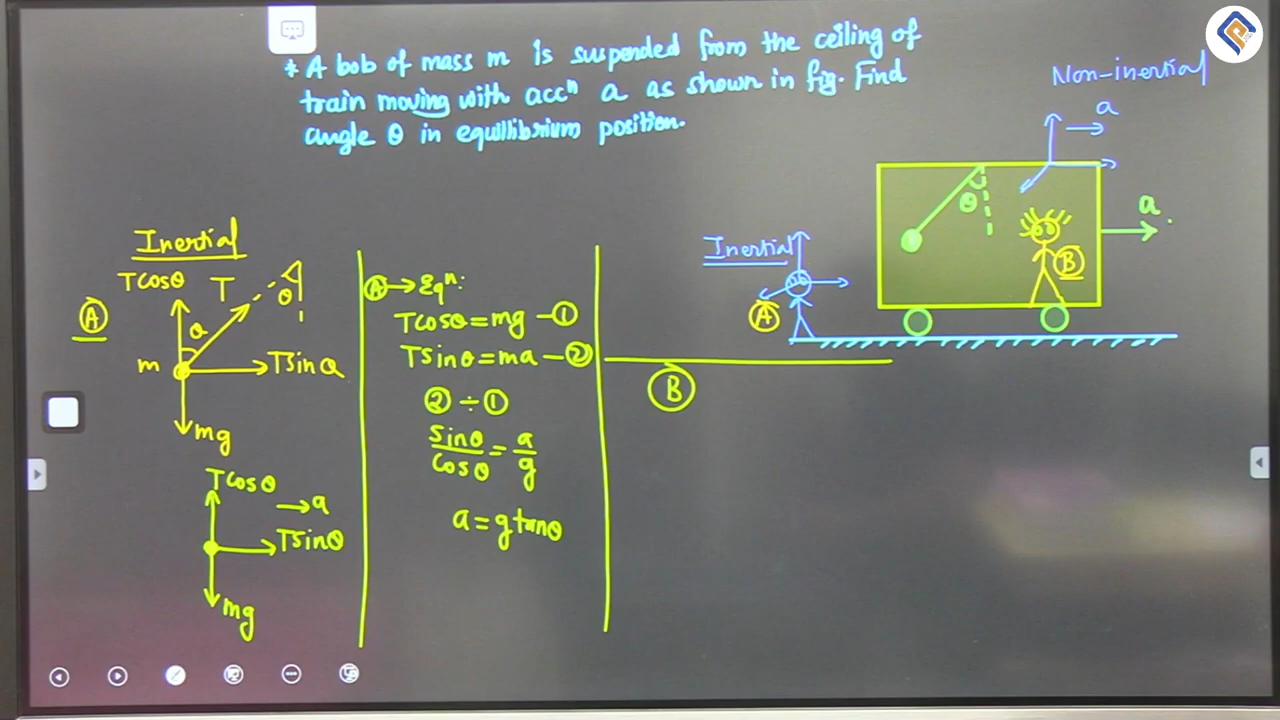 * A bob of mass m is suspended from the ceiling of
train moving with accⁿ a as shown in fig. Find
angle θ in equillibrium position.
Non-inertial
a
θ
a
B
Inertial
A
Inertial
Tcosθ T
θ
A
θ
m
Tsinθ
mg
Tcosθ
→a
Tsinθ
mg
A → Eqⁿ:
Tcosθ = mg —①
Tsinθ = ma —②
② ÷ ①
sinθ/cosθ = a/g
a = g tanθ
B